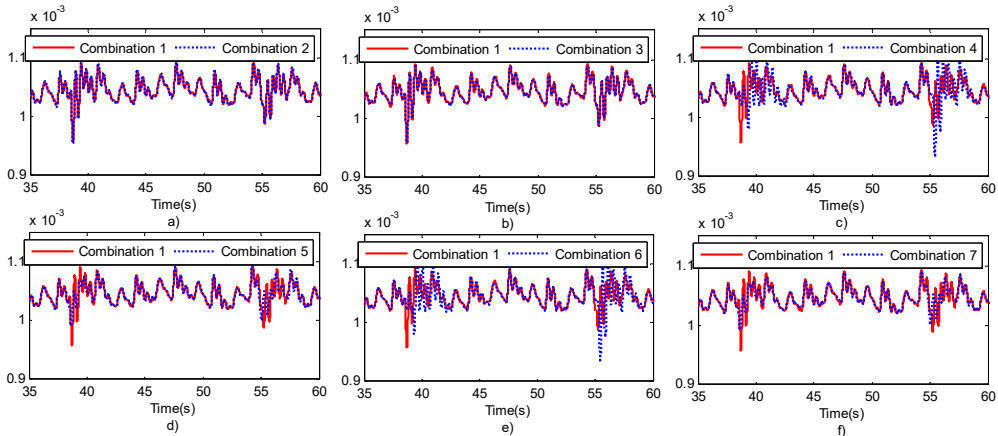 x 10⁻³ x 10⁻³ x 10⁻³
Combination 1 Combination 2 Combination 1 Combination 3 Combination 1 Combination 4
1.1 1.1 1.1
1 1 1
0.9 0.9 0.9
35 40 45 50 55 60 35 40 45 50 55 60 35 40 45 50 55 60
Time(s) Time(s) Time(s)
a) b) c)
x 10⁻³ x 10⁻³ x 10⁻³
Combination 1 Combination 5 Combination 1 Combination 6 Combination 1 Combination 7
1.1 1.1 1.1
1 1 1
0.9 0.9 0.9
35 40 45 50 55 60 35 40 45 50 55 60 35 40 45 50 55 60
Time(s) Time(s) Time(s)
d) e) f)